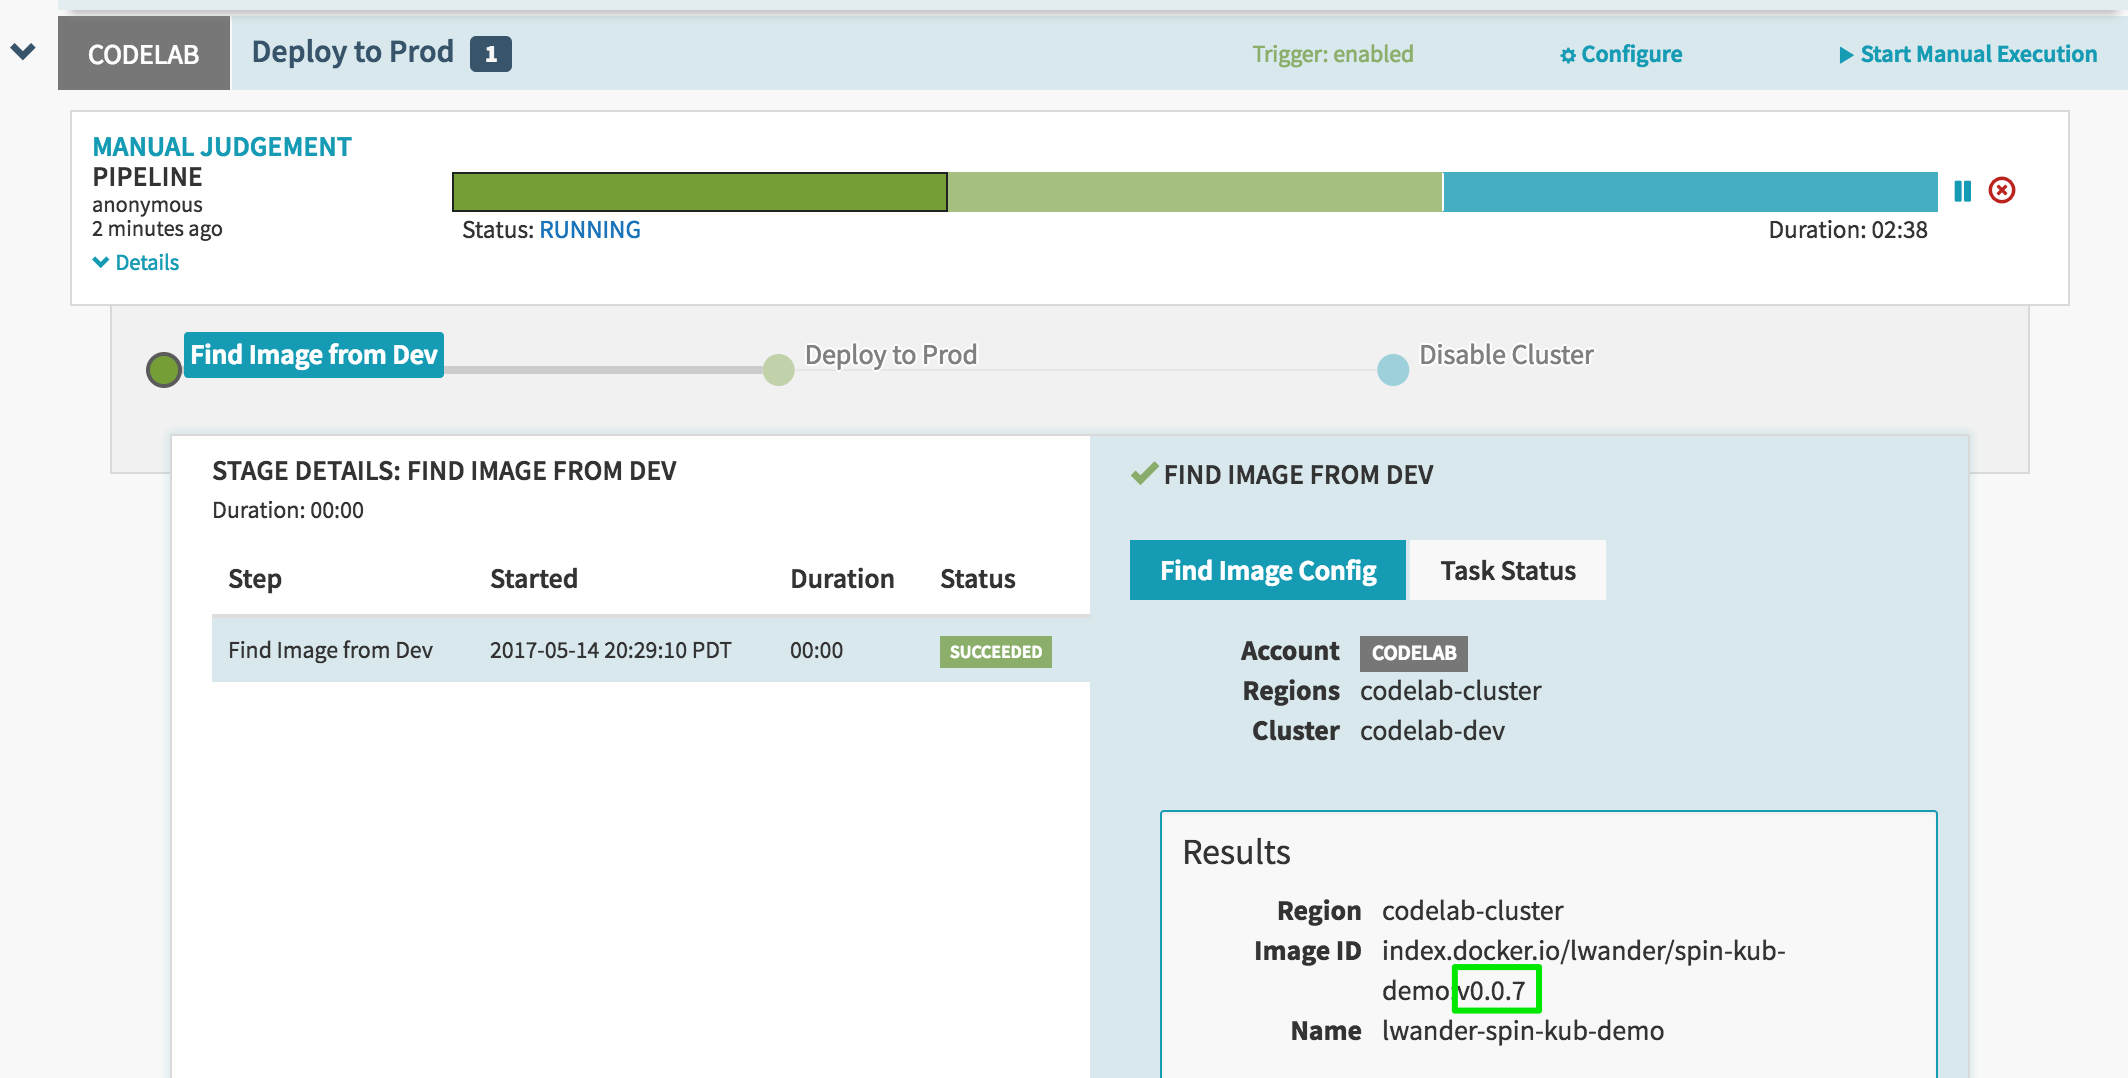 CODELAB Deploy to Prod 1 Trigger: enabled Configure Start Manual Execution
MANUAL JUDGEMENT
PIPELINE
anonymous
2 minutes ago
Status: RUNNING Duration: 02:38
Details
Find Image from Dev Deploy to Prod Disable Cluster
STAGE DETAILS: FIND IMAGE FROM DEV
Duration: 00:00
Step Started Duration Status
Find Image from Dev 2017-05-14 20:29:10 PDT 00:00 SUCCEEDED
FIND IMAGE FROM DEV
Find Image Config Task Status
Account CODELAB
Regions codelab-cluster
Cluster codelab-dev
Results
Region codelab-cluster
Image ID index.docker.io/lwander/spin-kub-
demo:v0.0.7
Name lwander-spin-kub-demo